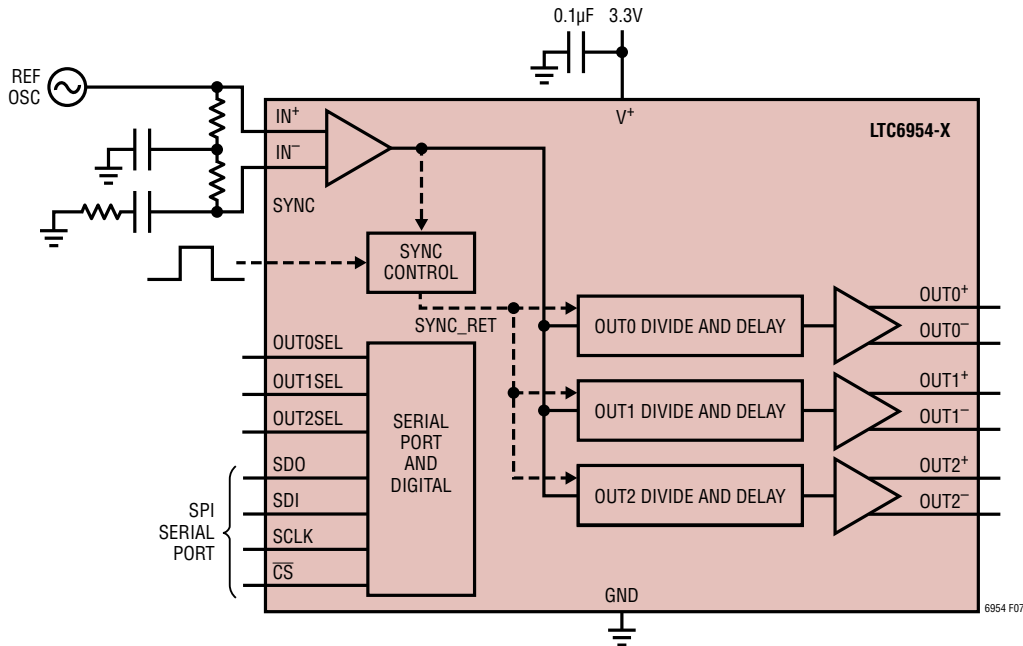 0.1µF 3.3V
REF
OSC
V+
LTC6954-X
IN+
IN–
SYNC
SYNC
CONTROL
SYNC_RET
OUT0 DIVIDE AND DELAY
OUT0+
OUT0–
OUT0SEL
OUT1SEL
OUT2SEL
OUT1 DIVIDE AND DELAY
OUT1+
OUT1–
SERIAL
PORT
AND
DIGITAL
SDO
SDI
SCLK
CS
SPI
SERIAL
PORT
OUT2 DIVIDE AND DELAY
OUT2+
OUT2–
GND
6954 F07